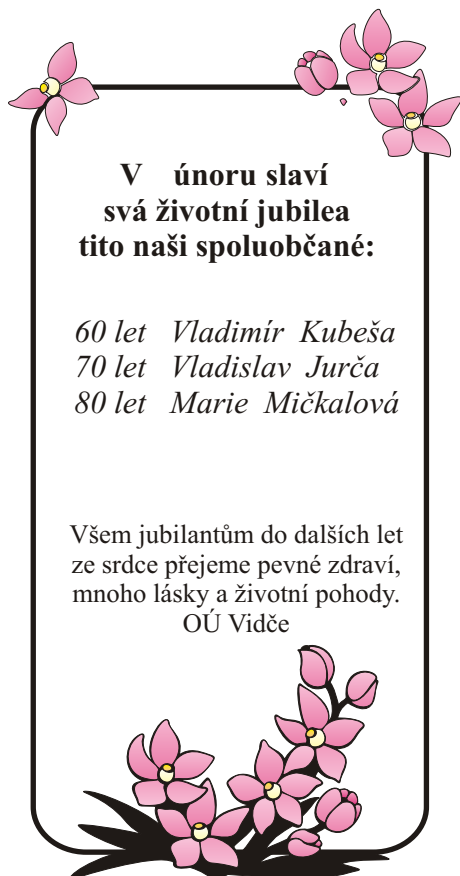 V únoru slaví
svá životní jubilea
tito naši spoluobčané:
60 let Vladimír Kubeša
70 let Vladislav Jurča
80 let Marie Mičkalová
Všem jubilantům do dalších let
ze srdce přejeme pevné zdraví,
mnoho lásky a životní pohody.
OÚ Vidče